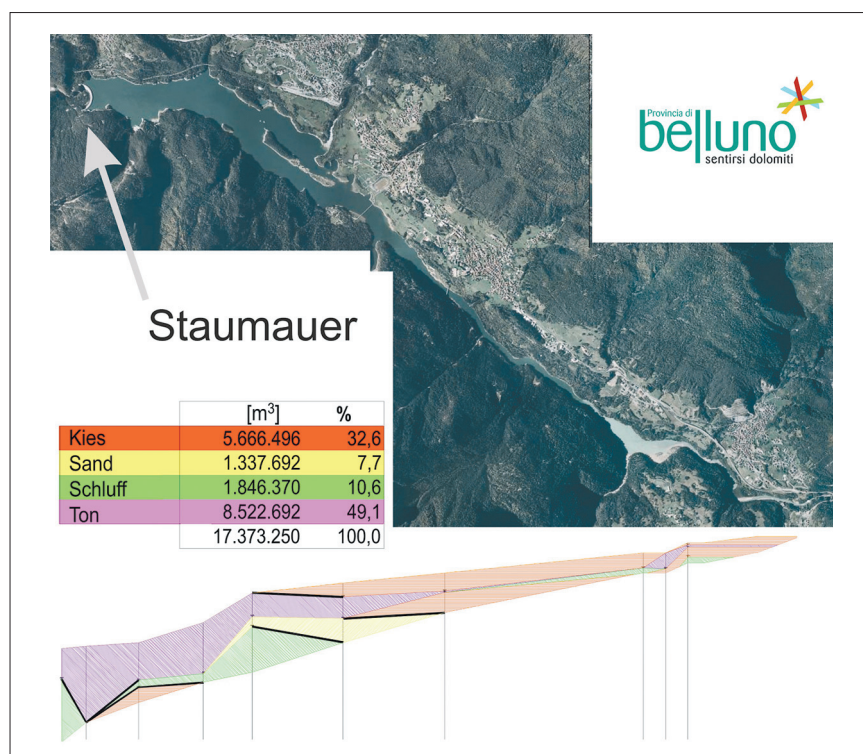 Provincia di
belluno
sentirsi dolomiti
Staumauer
[m³] %
Kies 5.666.496 32,6
Sand 1.337.692 7,7
Schluff 1.846.370 10,6
Ton 8.522.692 49,1
17.373.250 100,0